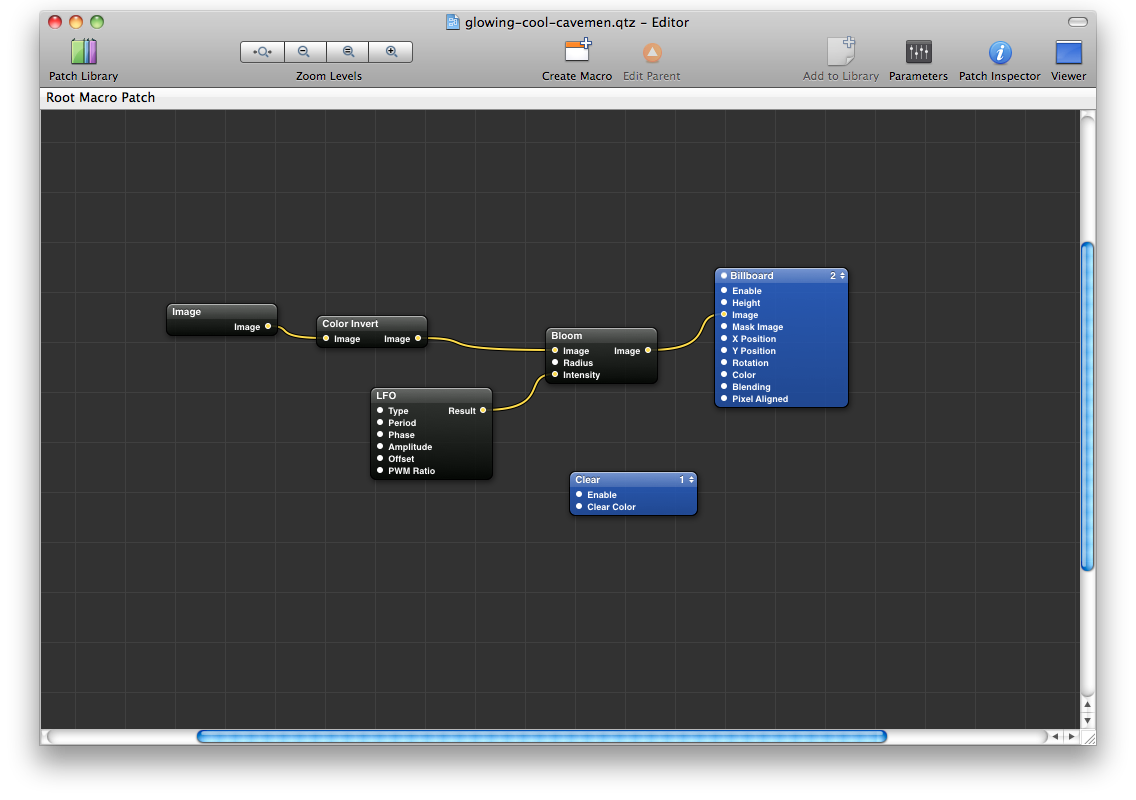 glowing-cool-cavemen.qtz – Editor
Patch Library
Zoom Levels
Create Macro
Edit Parent
Add to Library
Parameters
Patch Inspector
Viewer
Root Macro Patch
Image
Image
Color Invert
Image Image
LFO
Type Result
Period
Phase
Amplitude
Offset
PWM Ratio
Bloom
Image Image
Radius
Intensity
Billboard 2
Enable
Height
Image
Mask Image
X Position
Y Position
Rotation
Color
Blending
Pixel Aligned
Clear 1
Enable
Clear Color